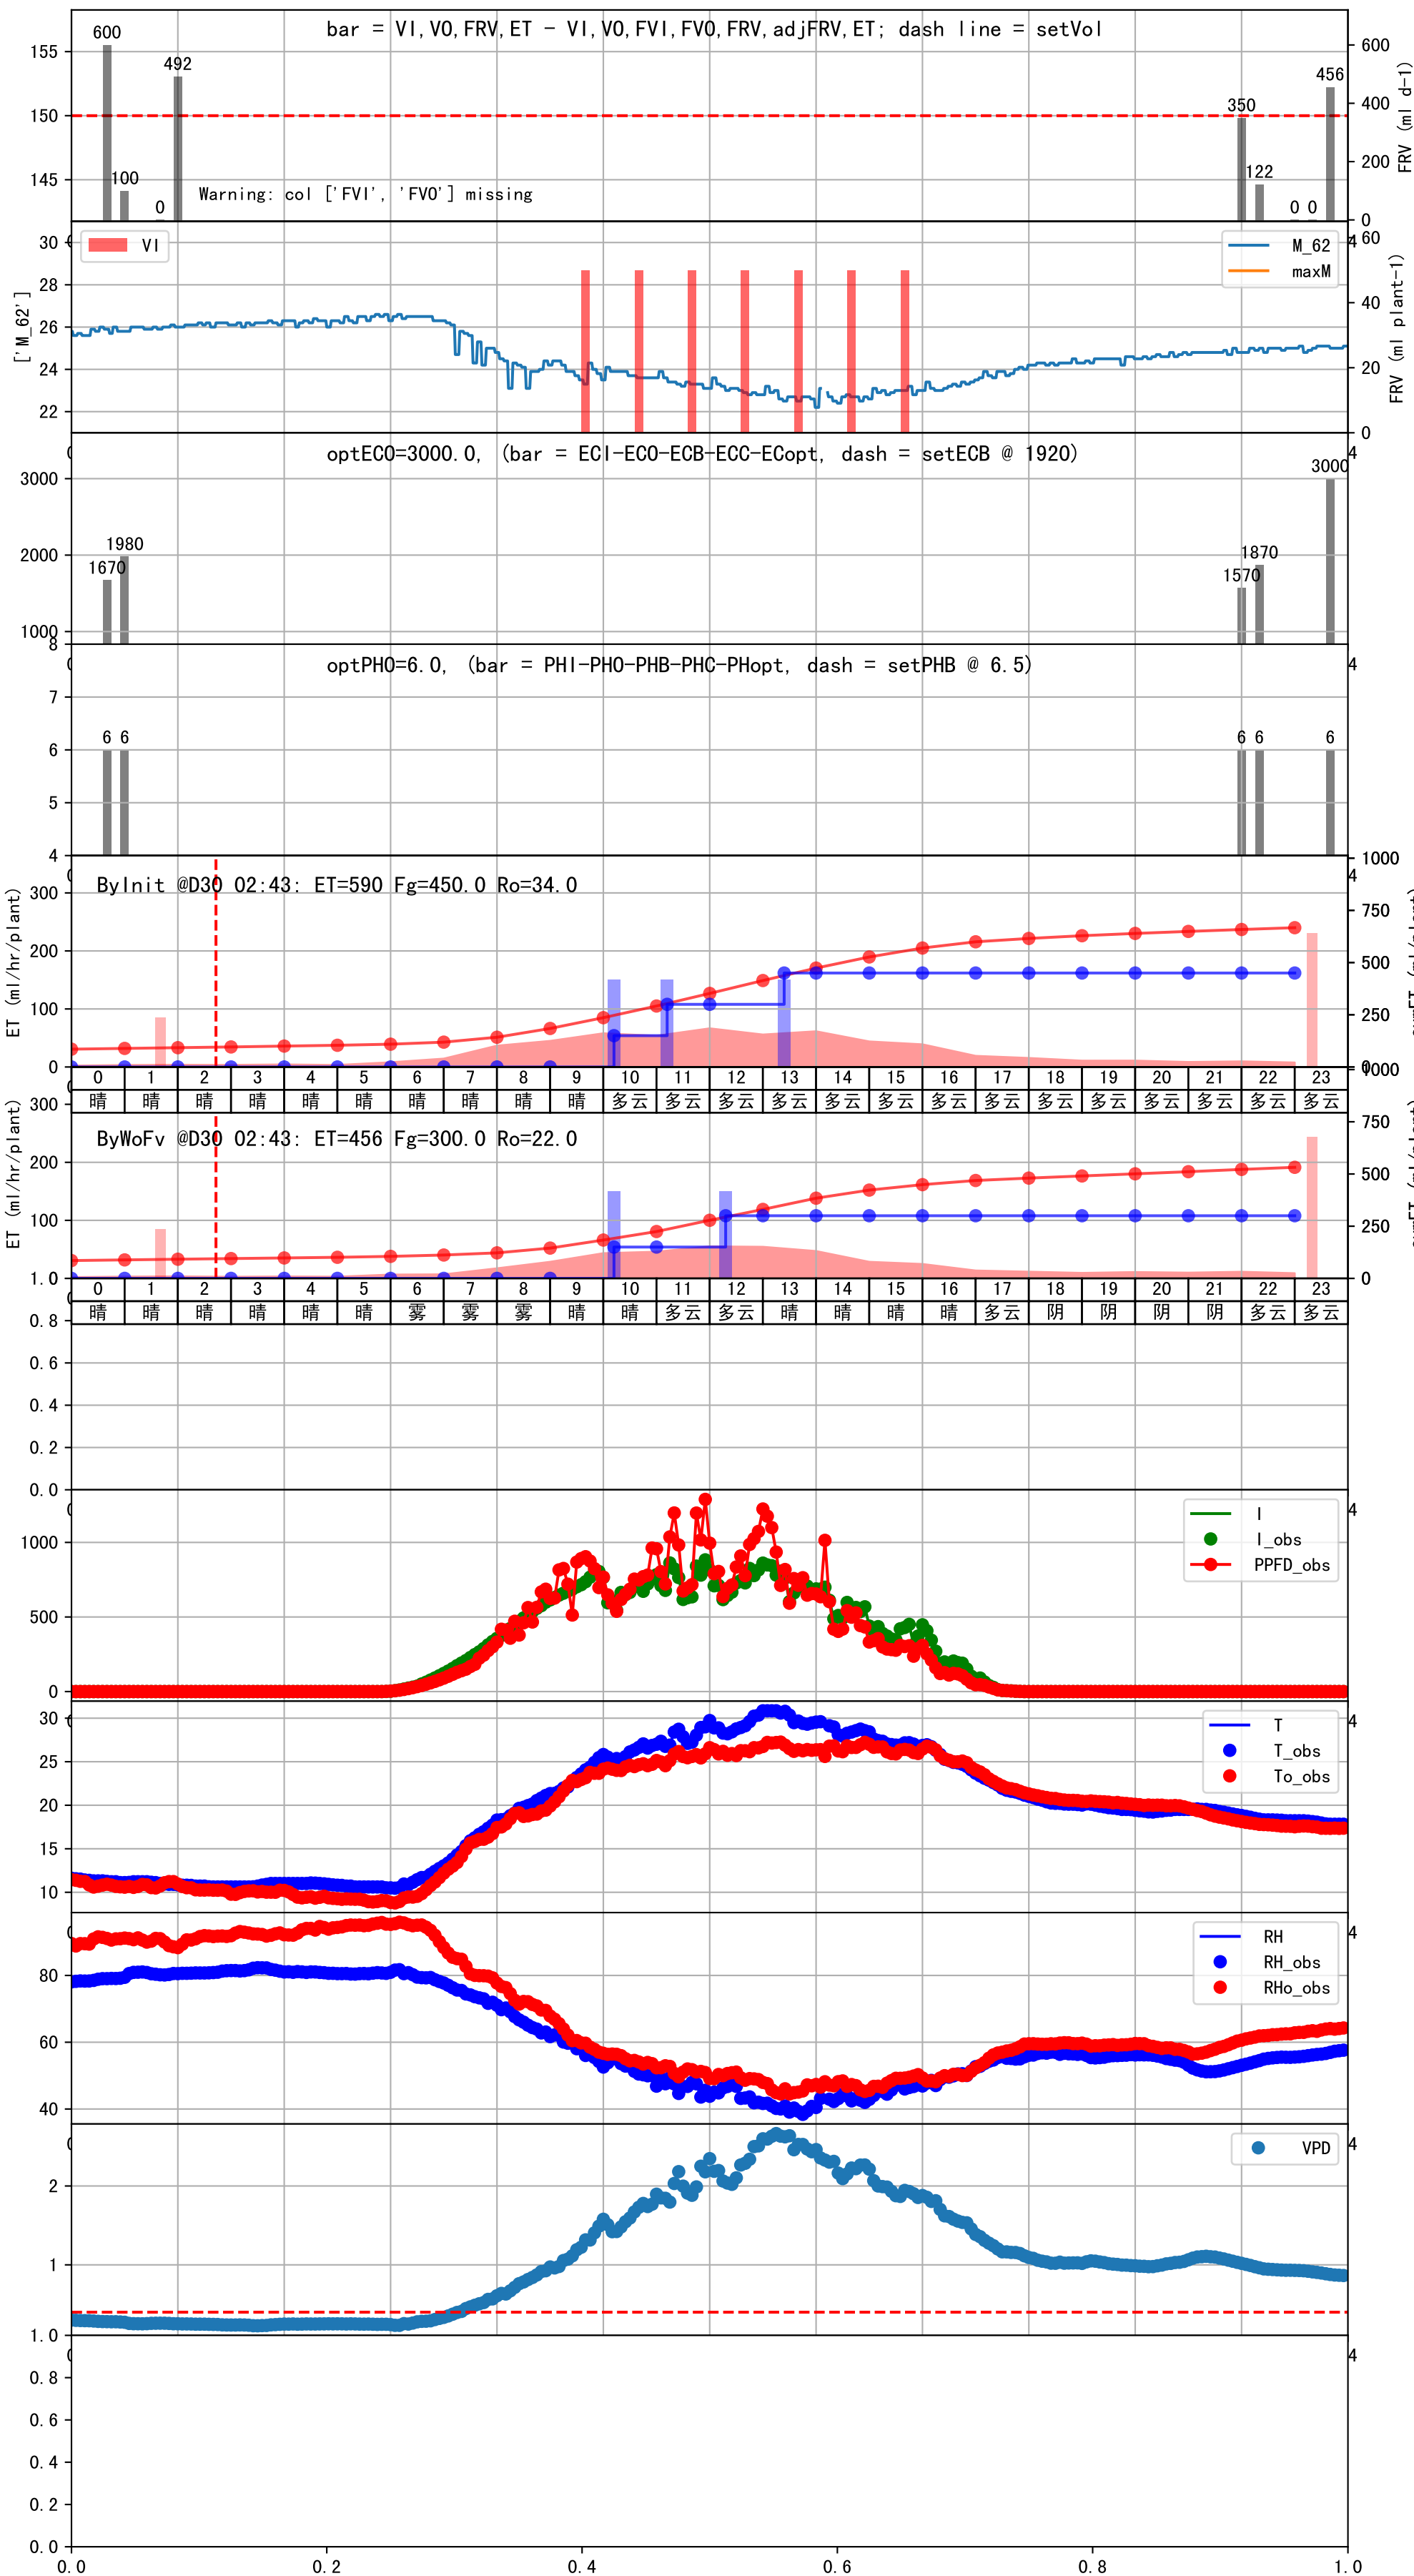 bar = VI,VO,FRV,ET - VI,VO,FVI,FVO,FRV,adjFRV,ET; dash line = setVol
600
100
0
492
350
122
0 0
456
155
150
145
600
400
200
0
FRV (ml d-1)
Warning: col ['FVI', 'FVO'] missing
VI
M_62
maxM
30
28
26
24
22
['M_62']
60
40
20
0
FRV (ml plant-1)
optECO=3000.0, (bar = ECI-ECO-ECB-ECC-ECopt, dash = setECB @ 1920)
3000
2000
1000
1670
1980
1570
1870
3000
optPHO=6.0, (bar = PHI-PHO-PHB-PHC-PHopt, dash = setPHB @ 6.5)
8
7
6
5
4
6 6
6 6
6
ByInit @D30 02:43: ET=590 Fg=450.0 Ro=34.0
ET (ml/hr/plant)
300
200
100
0
1000
750
500
250
0
0 1 2 3 4 5 6 7 8 9 10 11 12 13 14 15 16 17 18 19 20 21 22 23
晴 晴 晴 晴 晴 晴 晴 晴 晴 晴 多云 多云 多云 多云 多云 多云 多云 多云 多云 多云 多云 多云 多云 多云
ByWoFv @D30 02:43: ET=456 Fg=300.0 Ro=22.0
ET (ml/hr/plant)
300
200
100
1000
750
500
250
0
0 1 2 3 4 5 6 7 8 9 10 11 12 13 14 15 16 17 18 19 20 21 22 23
晴 晴 晴 晴 晴 晴 雾 雾 雾 晴 晴 多云 多云 晴 晴 晴 晴 多云 阴 阴 阴 阴 多云 多云
1.0
0.8
0.6
0.4
0.2
0.0
I
I_obs
PPFD_obs
1000
500
0
T
T_obs
To_obs
30
25
20
15
10
RH
RH_obs
RHo_obs
80
60
40
VPD
2
1
1.0
0.8
0.6
0.4
0.2
0.0
0.0 0.2 0.4 0.6 0.8 1.0